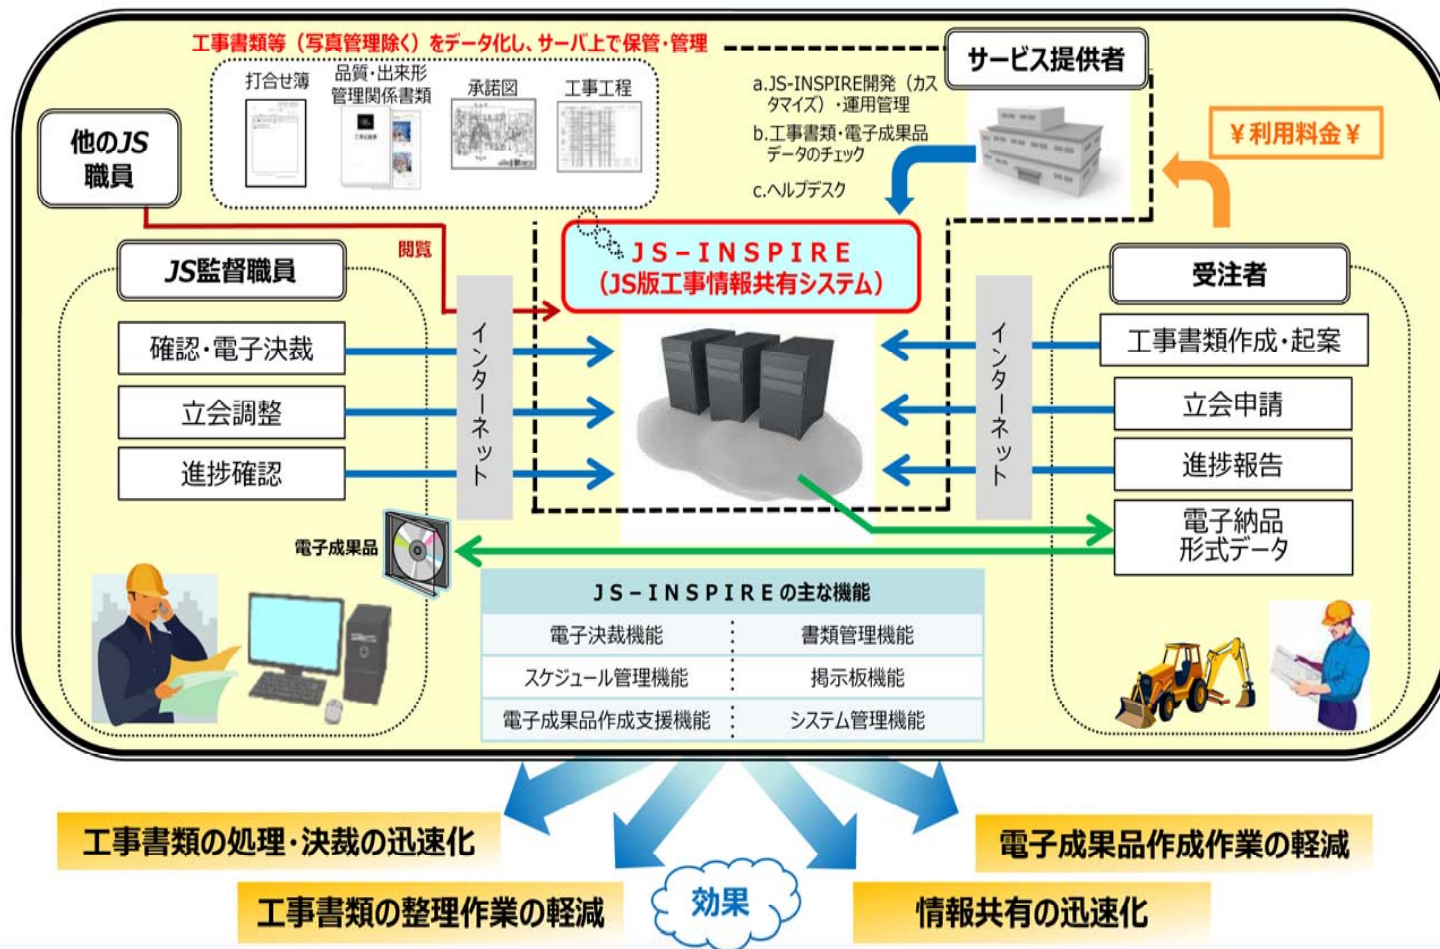 工事書類等（写真管理除く）をデータ化し、サーバ上で保管・管理
打合せ簿
品質・出来形
管理関係書類
承諾図
工事工程
サービス提供者
a.JS-INSPIRE開発（カス
タマイズ）・運用管理
b.工事書類・電子成果品
データのチェック
c.ヘルプデスク
￥利用料金￥
他のJS
職員
閲覧
JS－INSPIRE
（JS版工事情報共有システム）
JS監督職員
確認・電子決裁
立会調整
進捗確認
インターネット
インターネット
受注者
工事書類作成・起案
立会申請
進捗報告
電子納品
形式データ
電子成果品
JS－INSPIREの主な機能
電子決裁機能 : 書類管理機能
スケジュール管理機能 : 掲示板機能
電子成果品作成支援機能 : システム管理機能
工事書類の処理・決裁の迅速化
電子成果品作成作業の軽減
工事書類の整理作業の軽減
効果
情報共有の迅速化